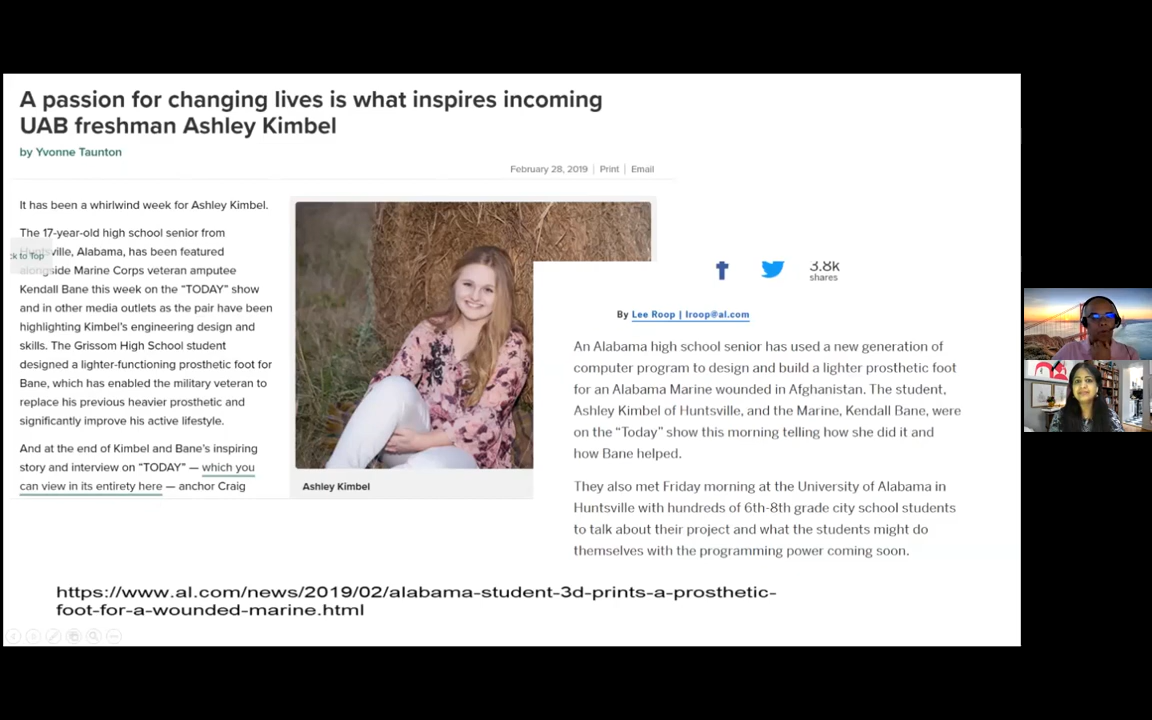 A passion for changing lives is what inspires incoming
UAB freshman Ashley Kimbel
by Yvonne Taunton
February 28, 2019 | Print | Email
It has been a whirlwind week for Ashley Kimbel.
The 17-year-old high school senior from
Huntsville, Alabama, has been featured
ck to Top
alongside Marine Corps veteran amputee
Kendall Bane this week on the “TODAY” show
and in other media outlets as the pair have been
highlighting Kimbel’s engineering design and
skills. The Grissom High School student
designed a lighter-functioning prosthetic foot for
Bane, which has enabled the military veteran to
replace his previous heavier prosthetic and
significantly improve his active lifestyle.
And at the end of Kimbel and Bane’s inspiring
story and interview on “TODAY” — which you
can view in its entirety here — anchor Craig
Ashley Kimbel
3.8k
shares
By Lee Roop | lroop@al.com
An Alabama high school senior has used a new generation of
computer program to design and build a lighter prosthetic foot
for an Alabama Marine wounded in Afghanistan. The student,
Ashley Kimbel of Huntsville, and the Marine, Kendall Bane, were
on the “Today” show this morning telling how she did it and
how Bane helped.
They also met Friday morning at the University of Alabama in
Huntsville with hundreds of 6th-8th grade city school students
to talk about their project and what the students might do
themselves with the programming power coming soon.
https://www.al.com/news/2019/02/alabama-student-3d-prints-a-prosthetic-
foot-for-a-wounded-marine.html